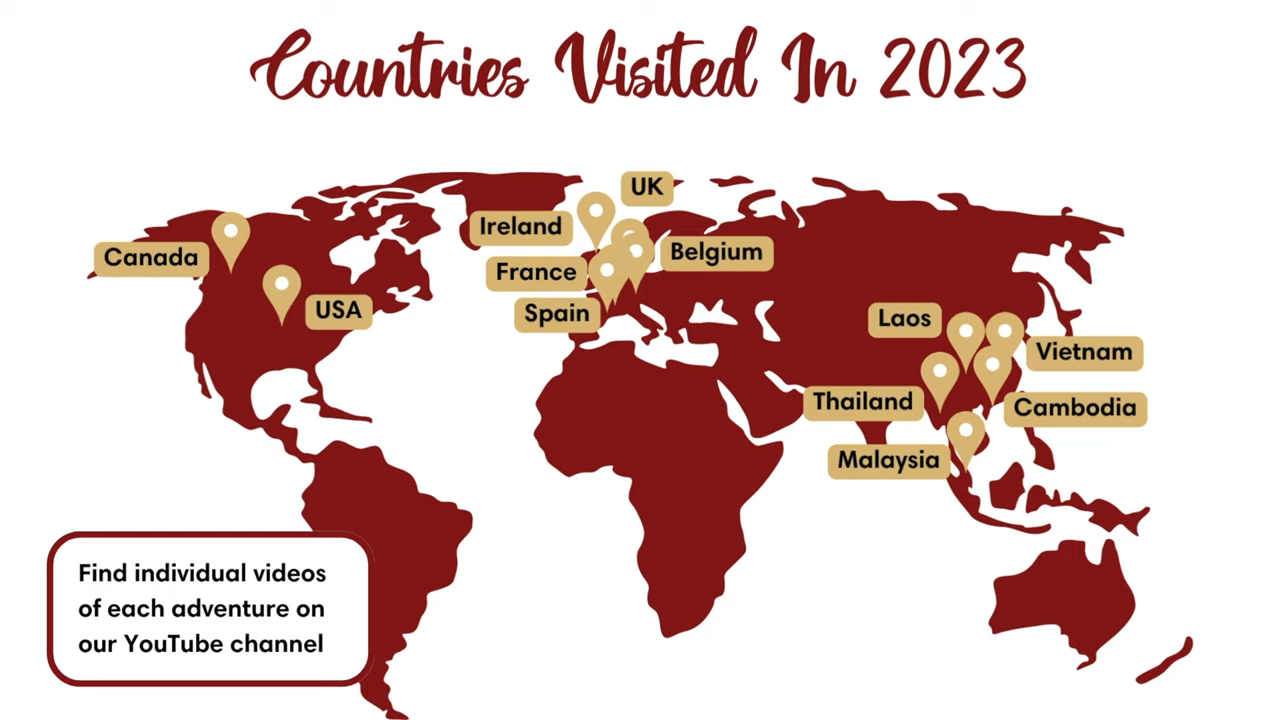 Countries Visited In 2023
UK
Ireland
Canada
Belgium
France
USA
Spain
Laos
Vietnam
Thailand
Cambodia
Malaysia
Find individual videos
of each adventure on
our YouTube channel